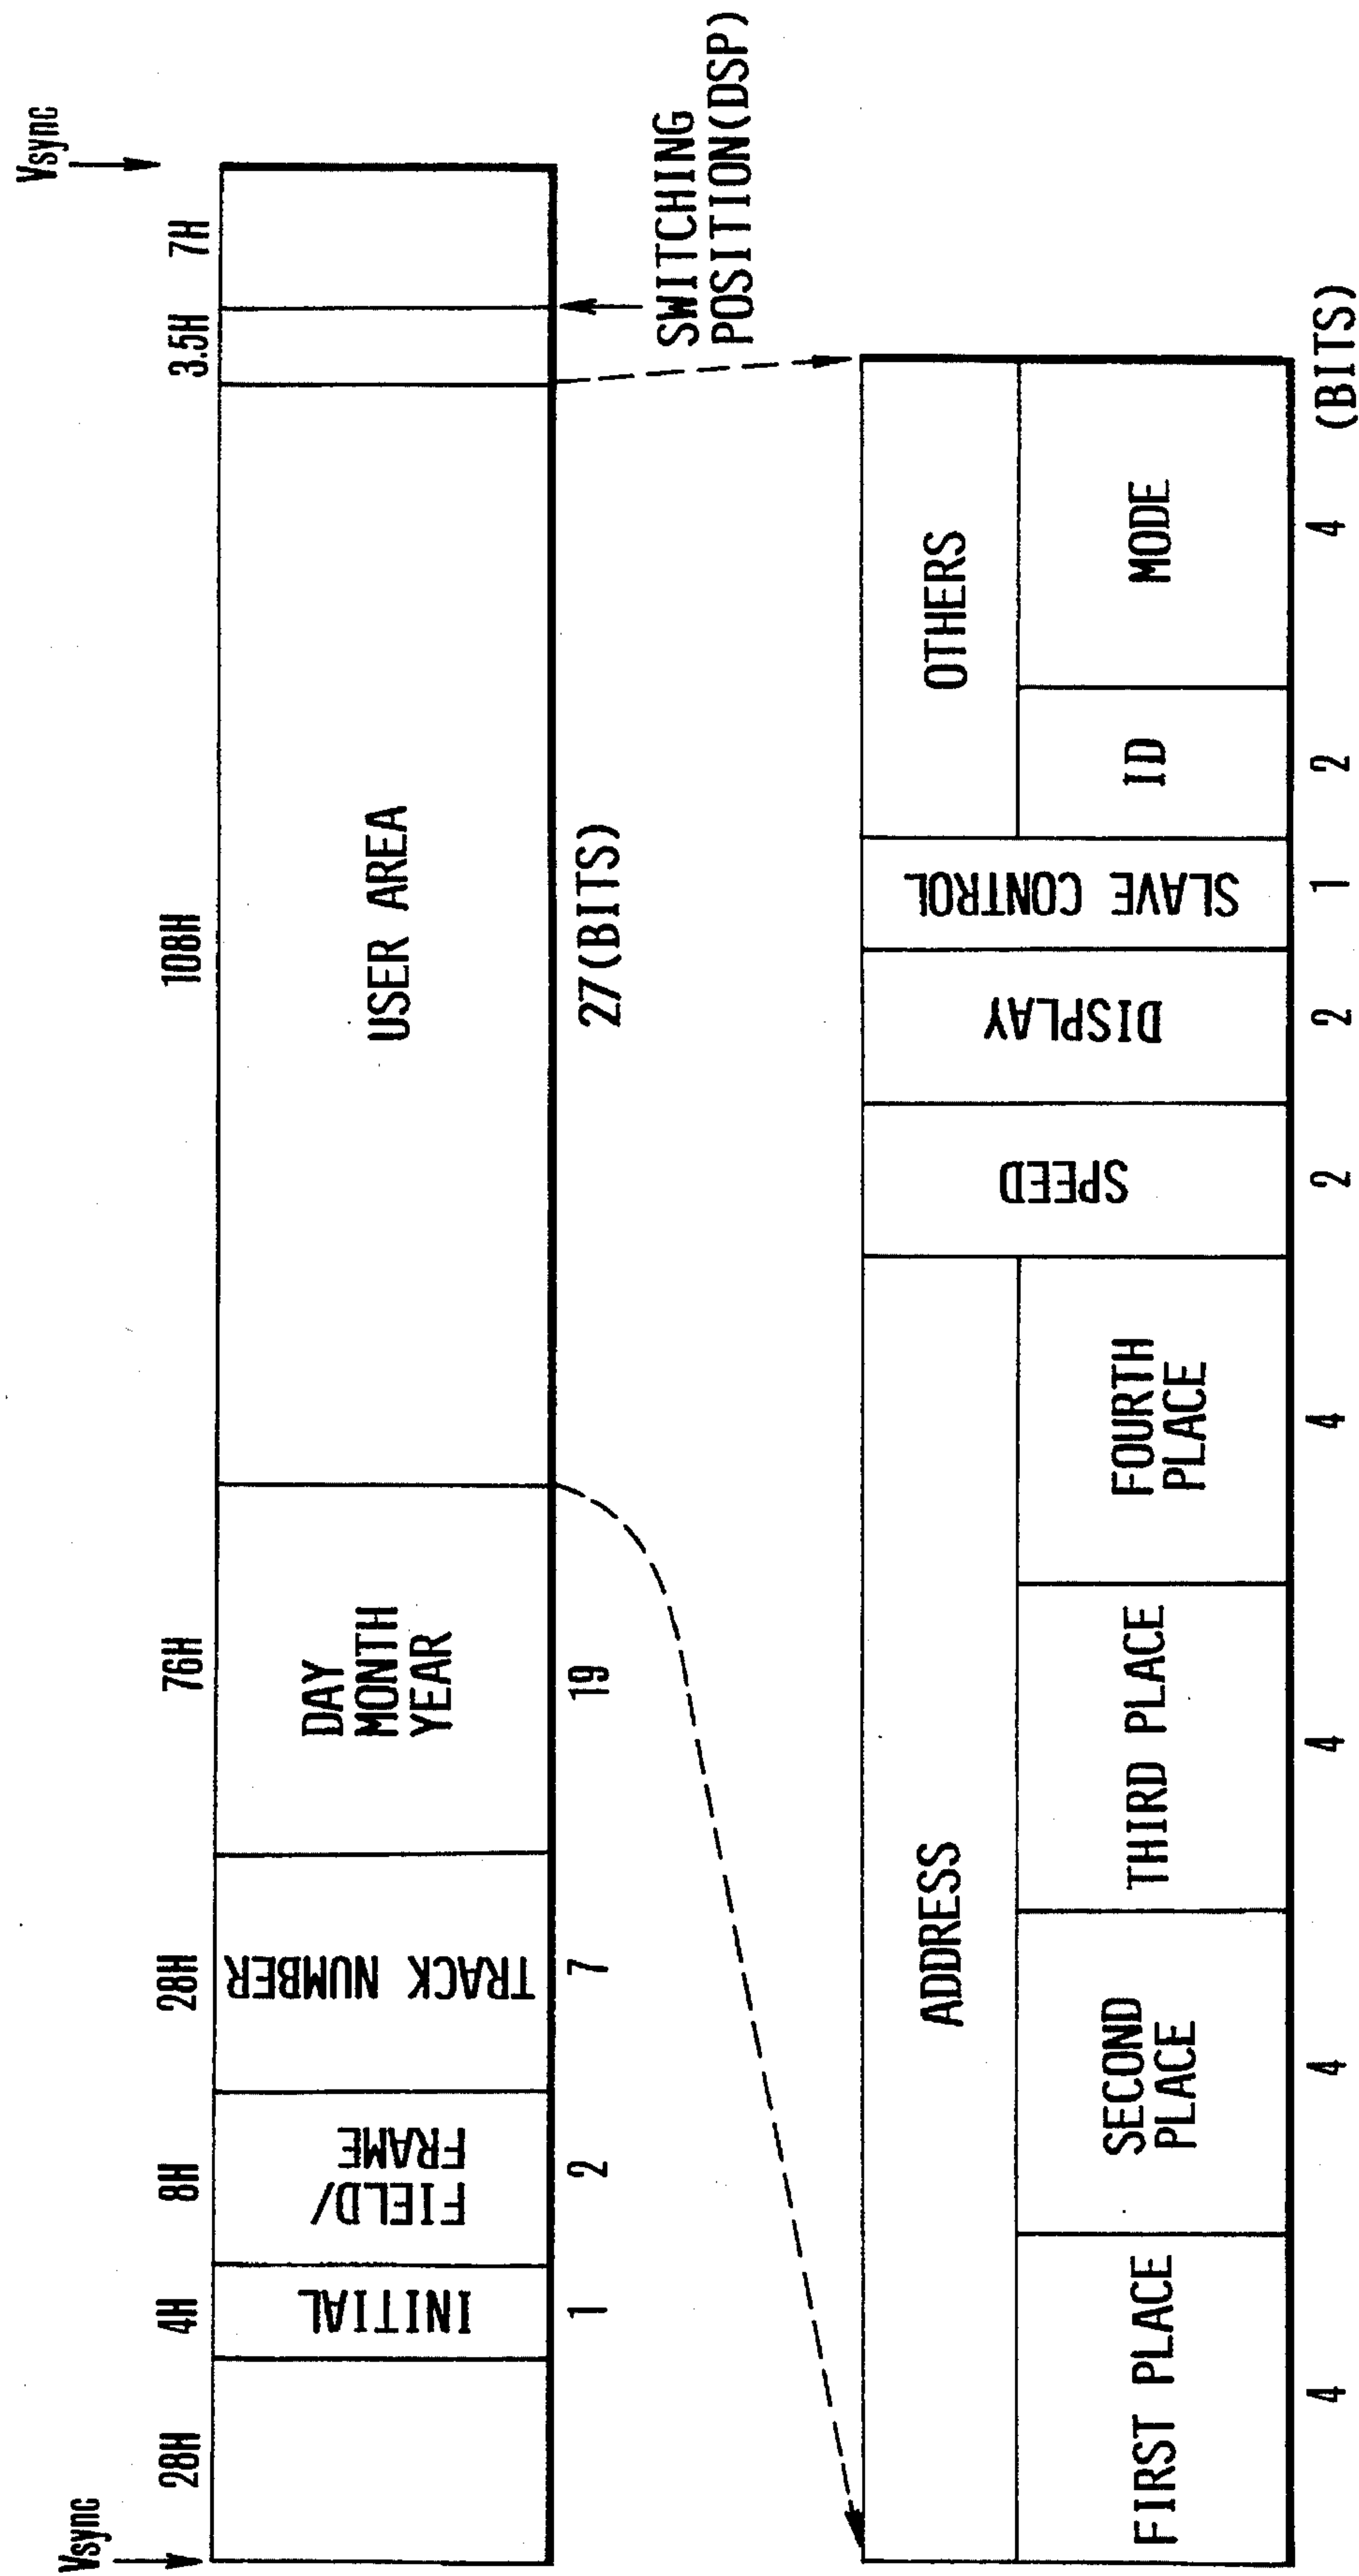 Vsync
Vsync
28H
4H
8H
28H
76H
108H
3.5H
7H
INITIAL
FIELD/
FRAME
TRACK NUMBER
DAY
MONTH
YEAR
USER AREA
1
2
7
19
27(BITS)
SWITCHING
POSITION(DSP)
ADDRESS
SPEED
DISPLAY
SLAVE CONTROL
OTHERS
FIRST PLACE
SECOND
PLACE
THIRD PLACE
FOURTH
PLACE
ID
MODE
4
4
4
4
2
2
1
2
4
(BITS)